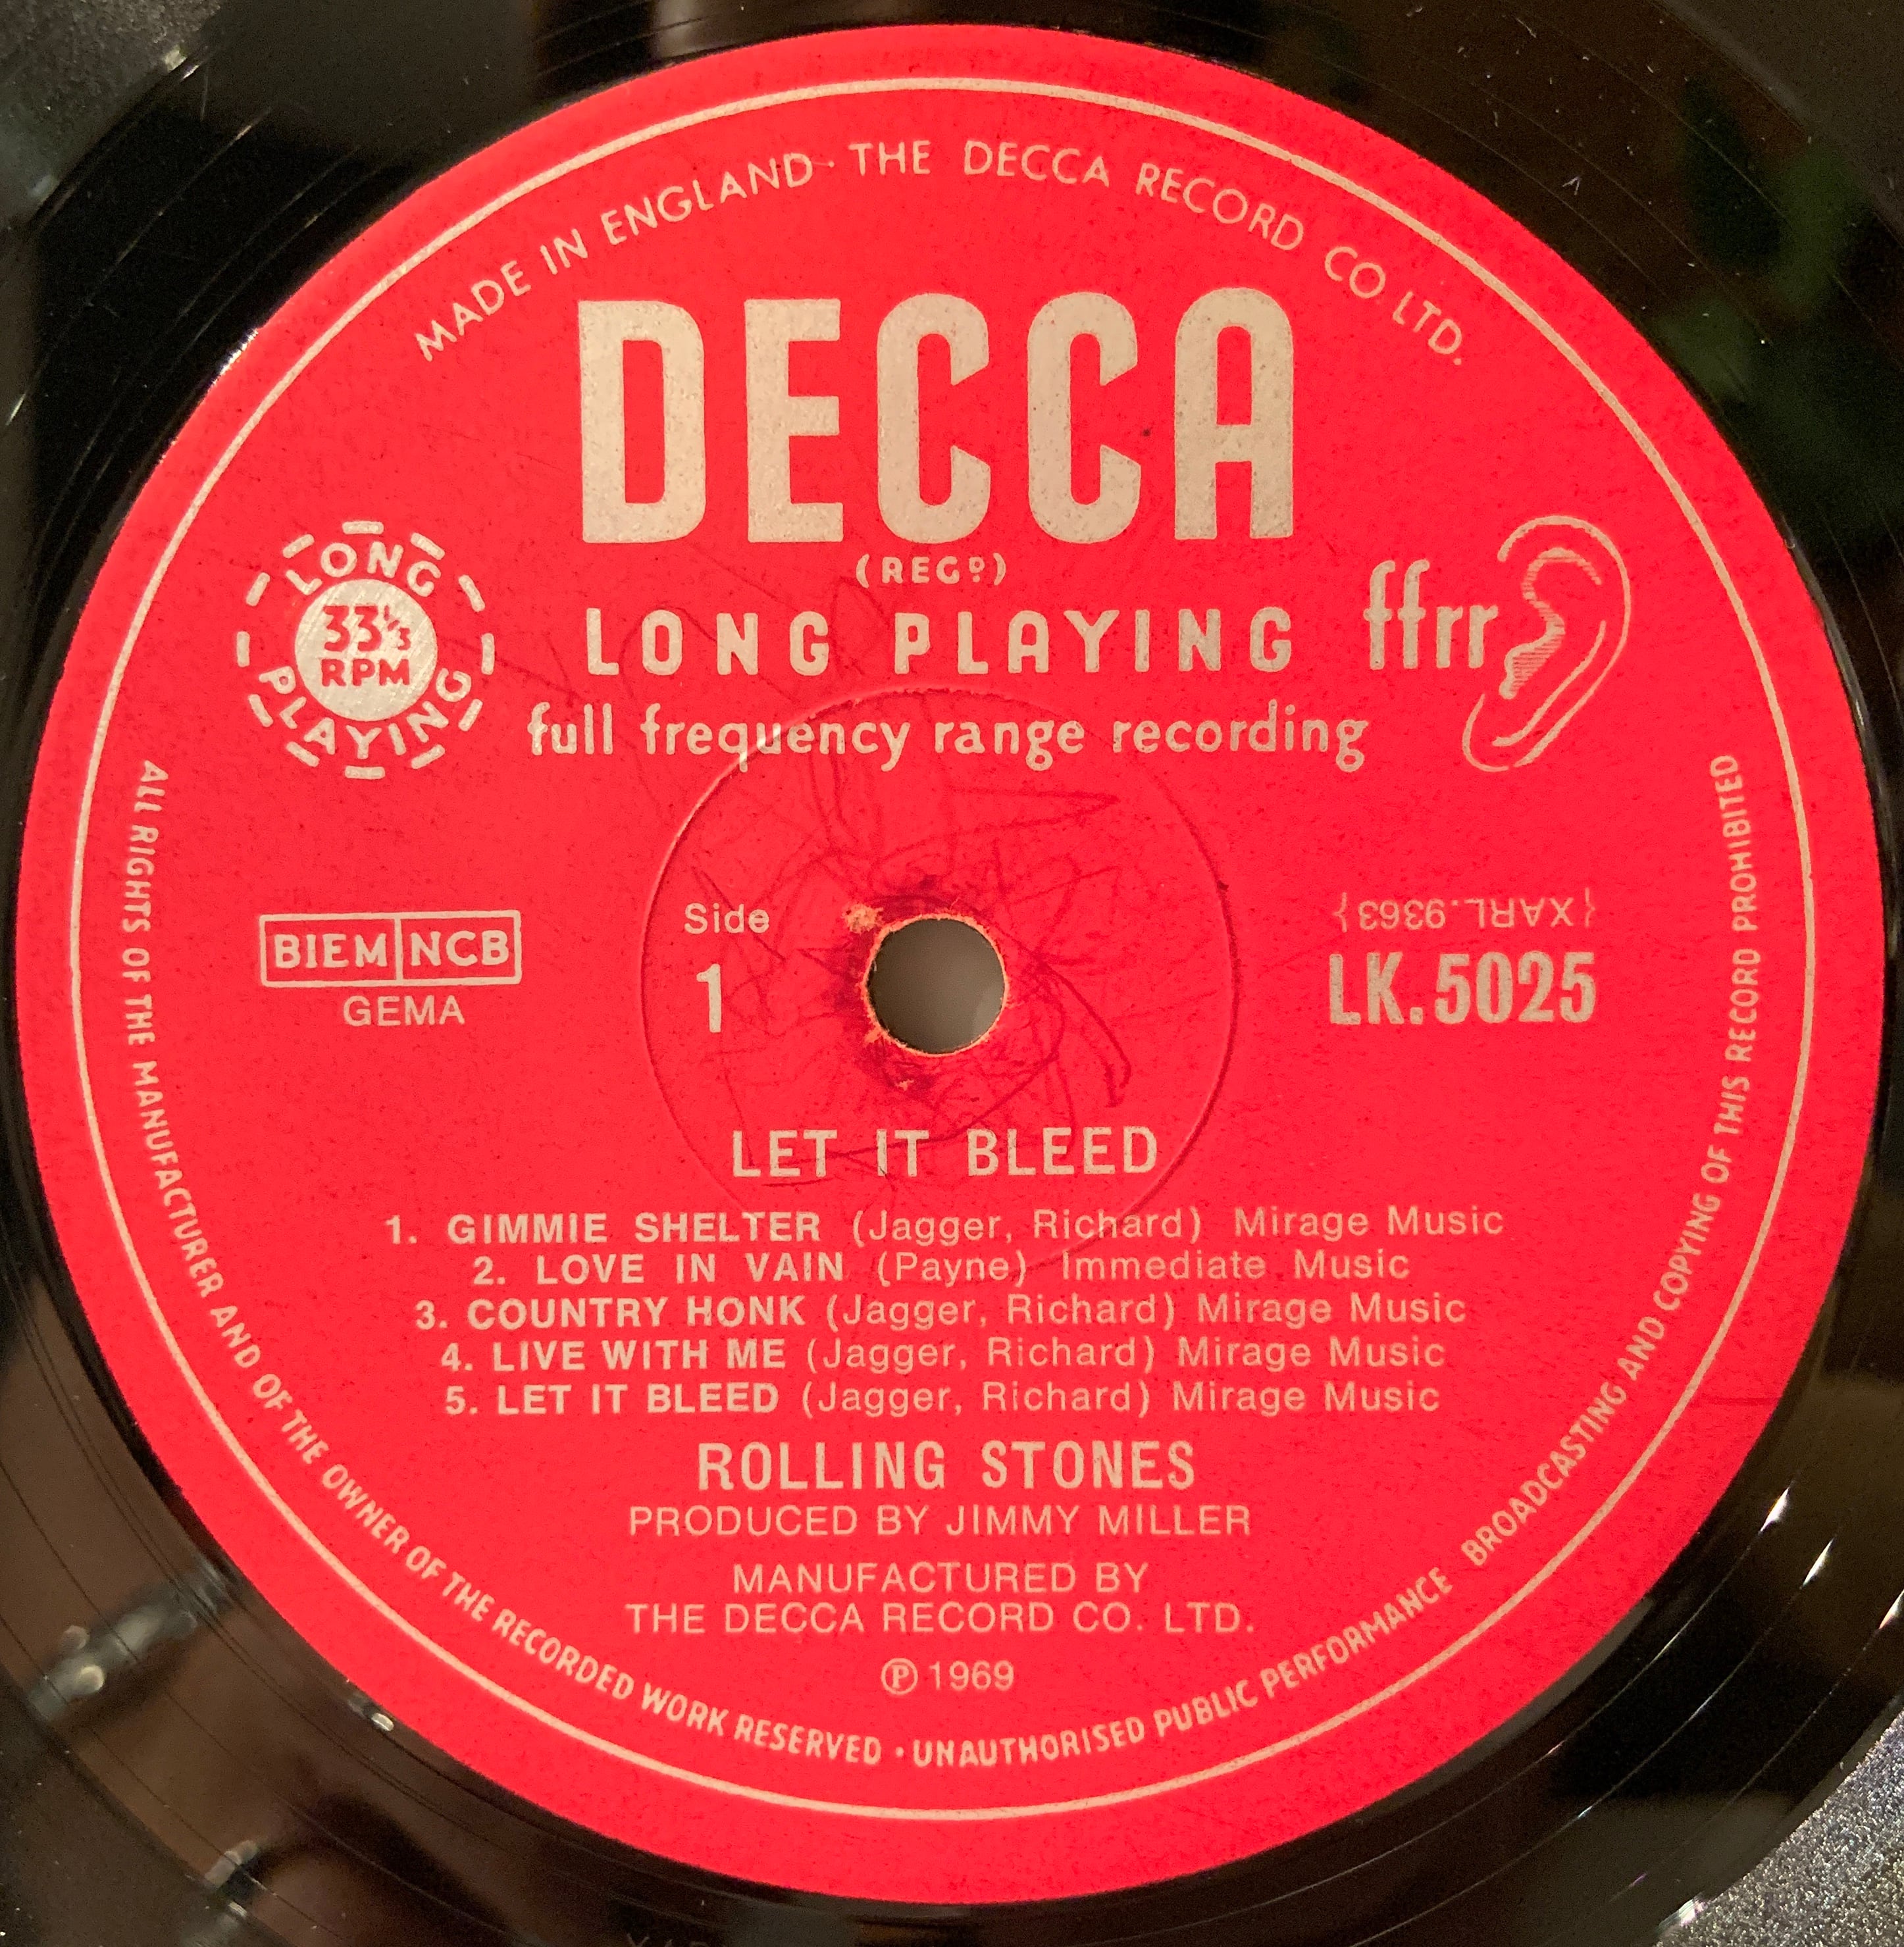 MADE IN ENGLAND · THE DECCA RECORD CO. LTD.
DECCA
(REGD)
LONG PLAYING
33⅓
RPM
LONG PLAYING
ffrr
full frequency range recording
Side
1
BIEM NCB
GEMA
{XARL.9363}
LK.5025
LET IT BLEED
1. GIMMIE SHELTER (Jagger, Richard) Mirage Music
2. LOVE IN VAIN (Payne) Immediate Music
3. COUNTRY HONK (Jagger, Richard) Mirage Music
4. LIVE WITH ME (Jagger, Richard) Mirage Music
5. LET IT BLEED (Jagger, Richard) Mirage Music
ROLLING STONES
PRODUCED BY JIMMY MILLER
MANUFACTURED BY
THE DECCA RECORD CO. LTD.
Ⓟ 1969
ALL RIGHTS OF THE MANUFACTURER AND OF THE OWNER OF THE RECORDED WORK RESERVED · UNAUTHORISED PUBLIC PERFORMANCE BROADCASTING AND COPYING OF THIS RECORD PROHIBITED